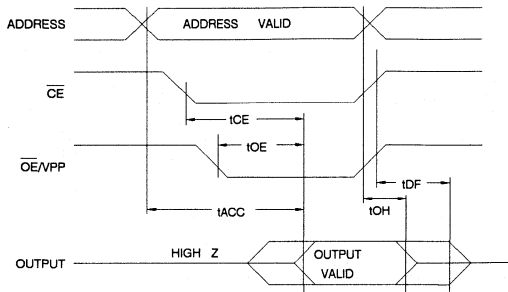 ADDRESS
ADDRESS VALID
CE
tCE
tOE
OE/VPP
tDF
tOH
tACC
HIGH Z
OUTPUT
OUTPUT
VALID